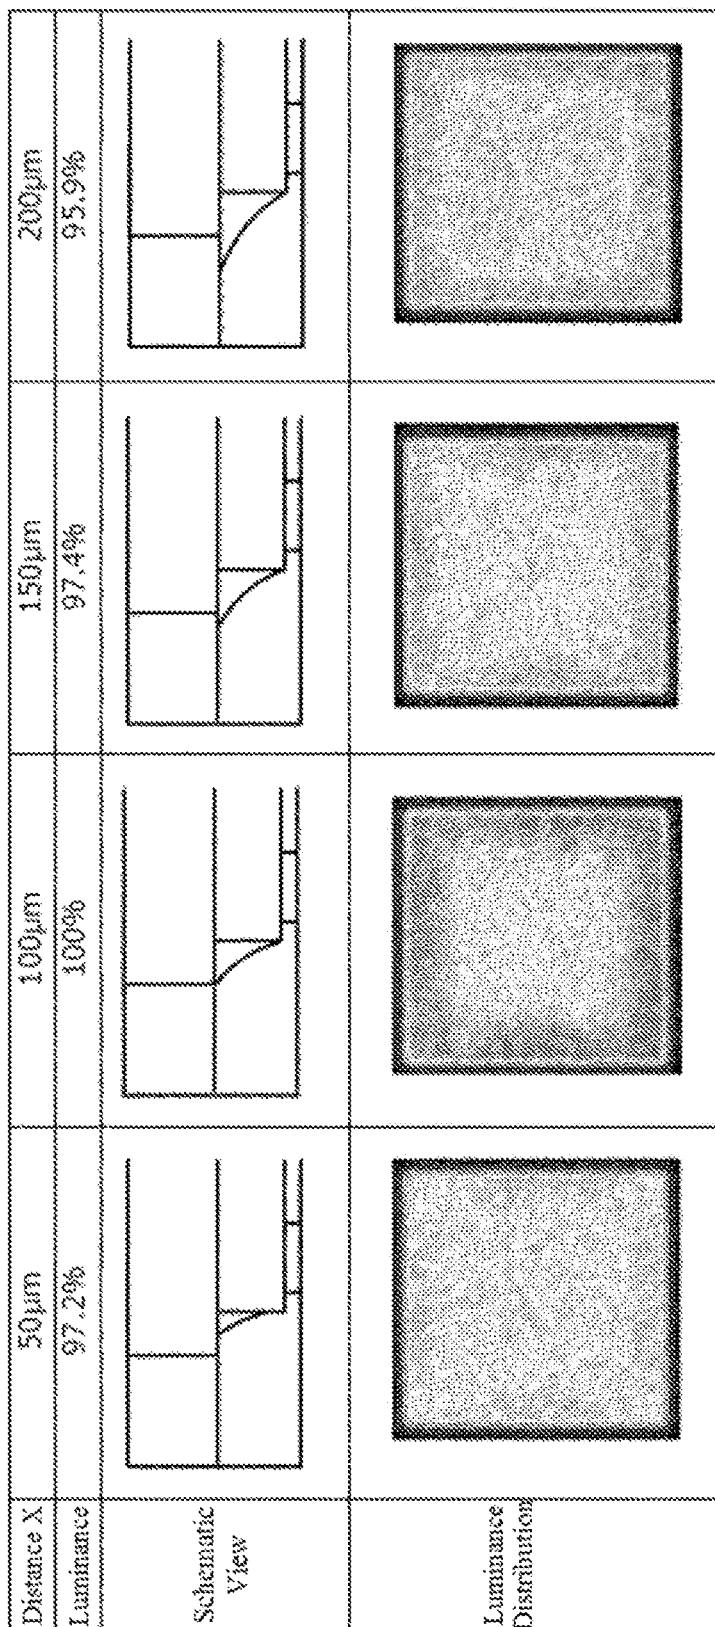 Distance X 50μm 100μm 150μm 200μm
Luminance 97.2% 100% 97.4% 95.9%
Schematic
View
Luminance
Distribution